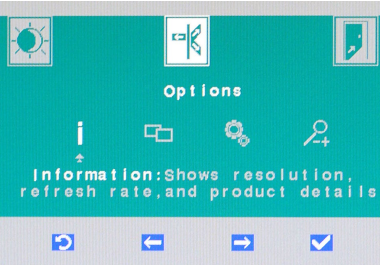 Options
Information:Shows resolution,
refresh rate,and product details